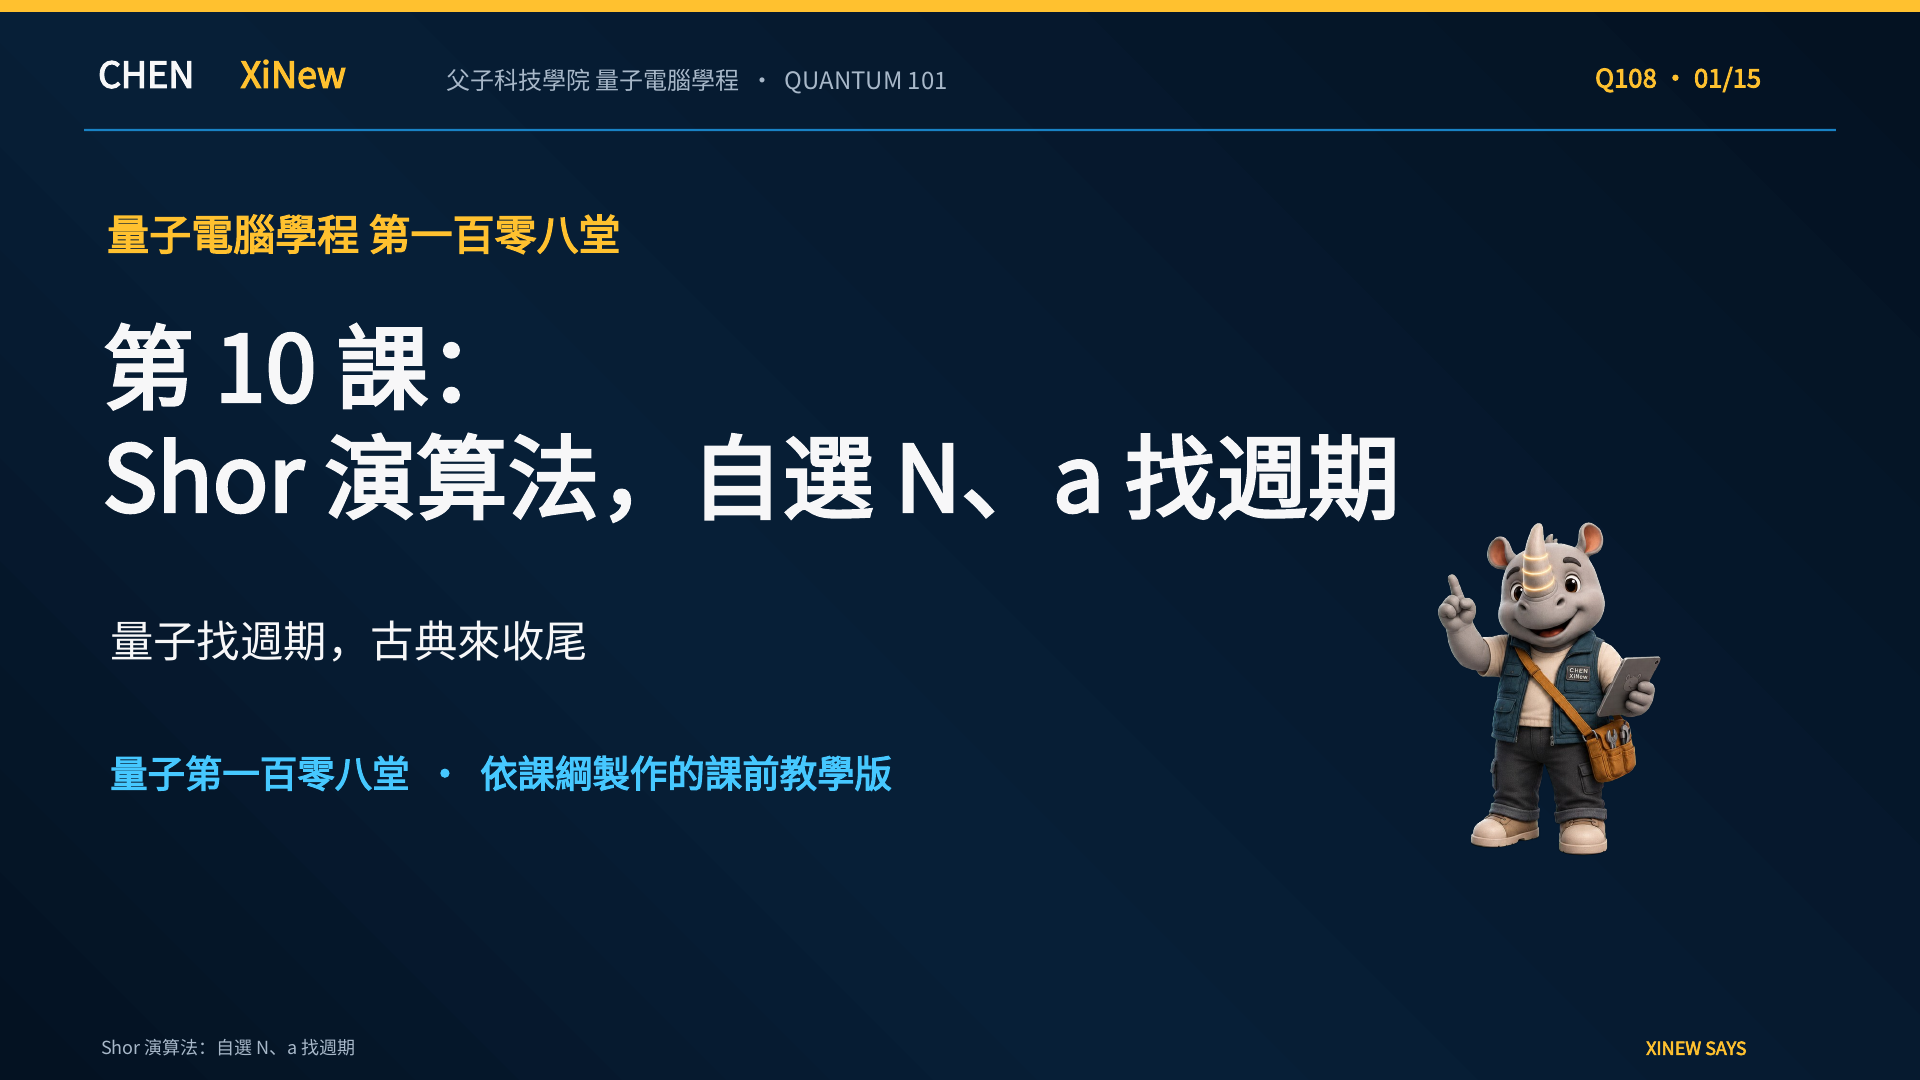 CHEN XiNew 父子科技學院 量子電腦學程 · QUANTUM 101 Q108 · 01/15
量子電腦學程 第一百零八堂
第 10 課：
Shor 演算法，自選 N、a 找週期
量子找週期，古典來收尾
CHEN
XiNew
量子第一百零八堂 · 依課綱製作的課前教學版
Shor 演算法：自選 N、a 找週期 XINEW SAYS